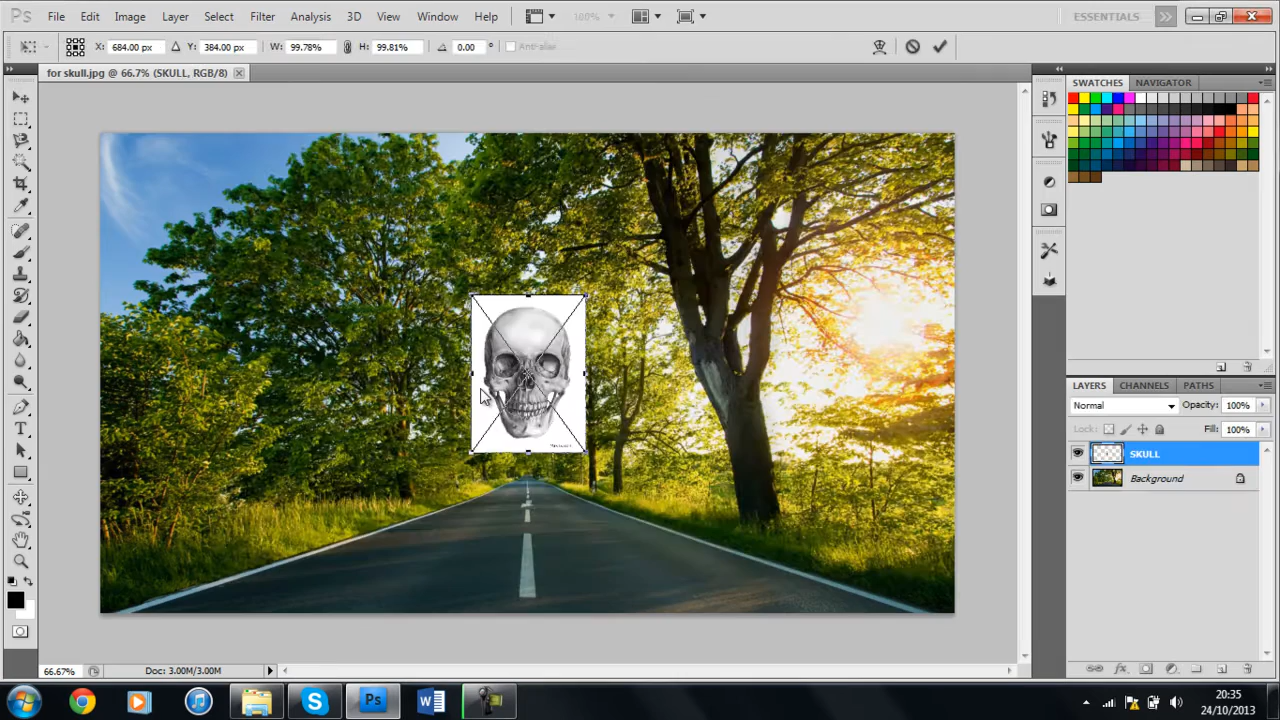 Ps File Edit Image Layer Select Filter Analysis 3D View Window Help 100% ESSENTIALS
X: 684.00 px Y: 384.00 px W: 99.78% H: 99.81% 0.00 ° Anti-alias
for skull.jpg @ 66.7% (SKULL, RGB/8)
SWATCHES NAVIGATOR
LAYERS CHANNELS PATHS
Normal Opacity: 100%
Lock: Fill: 100%
SKULL
Background
66.67% Doc: 3.00M/3.00M
Ps W
20:35
24/10/2013